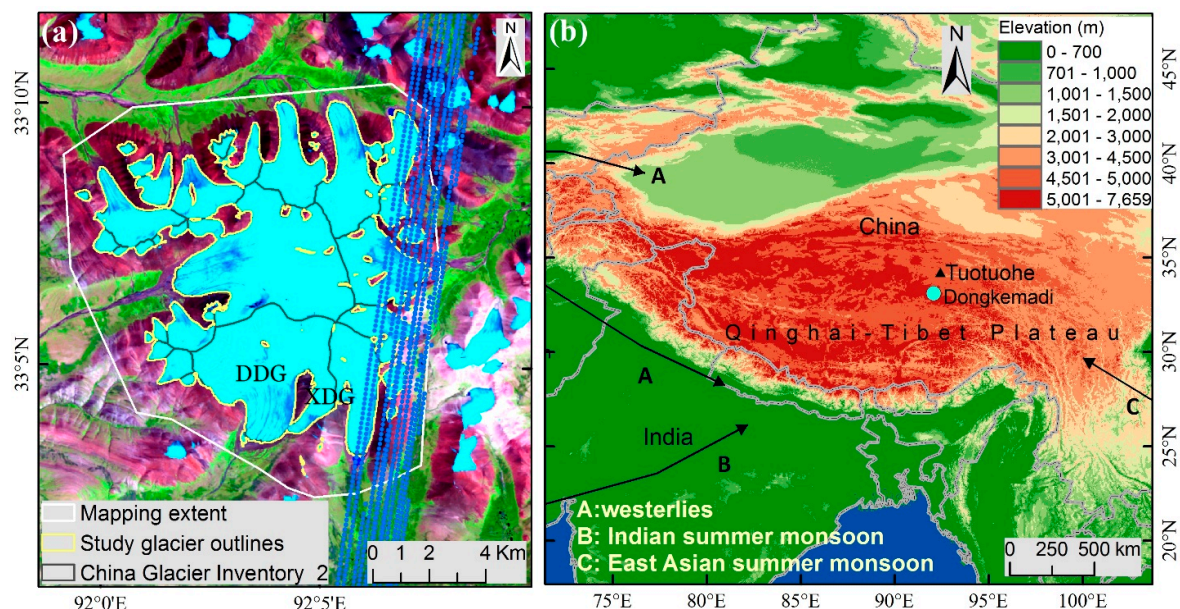 (a)
N
33°10'N
33°5'N
DDG
XDG
Mapping extent
Study glacier outlines
China Glacier Inventory 2
0 1 2 4 Km
92°0'E
92°5'E
(b)
N
Elevation (m)
0 - 700
701 - 1,000
1,001 - 1,500
1,501 - 2,000
2,001 - 3,000
3,001 - 4,500
4,501 - 5,000
5,001 - 7,659
45°N
40°N
35°N
30°N
25°N
20°N
A
China
Tuotuohe
Dongkemadi
Qinghai-Tibet Plateau
A
C
India
B
A:westerlies
B: Indian summer monsoon
C: East Asian summer monsoon
0 250 500 km
75°E
80°E
85°E
90°E
95°E
100°E